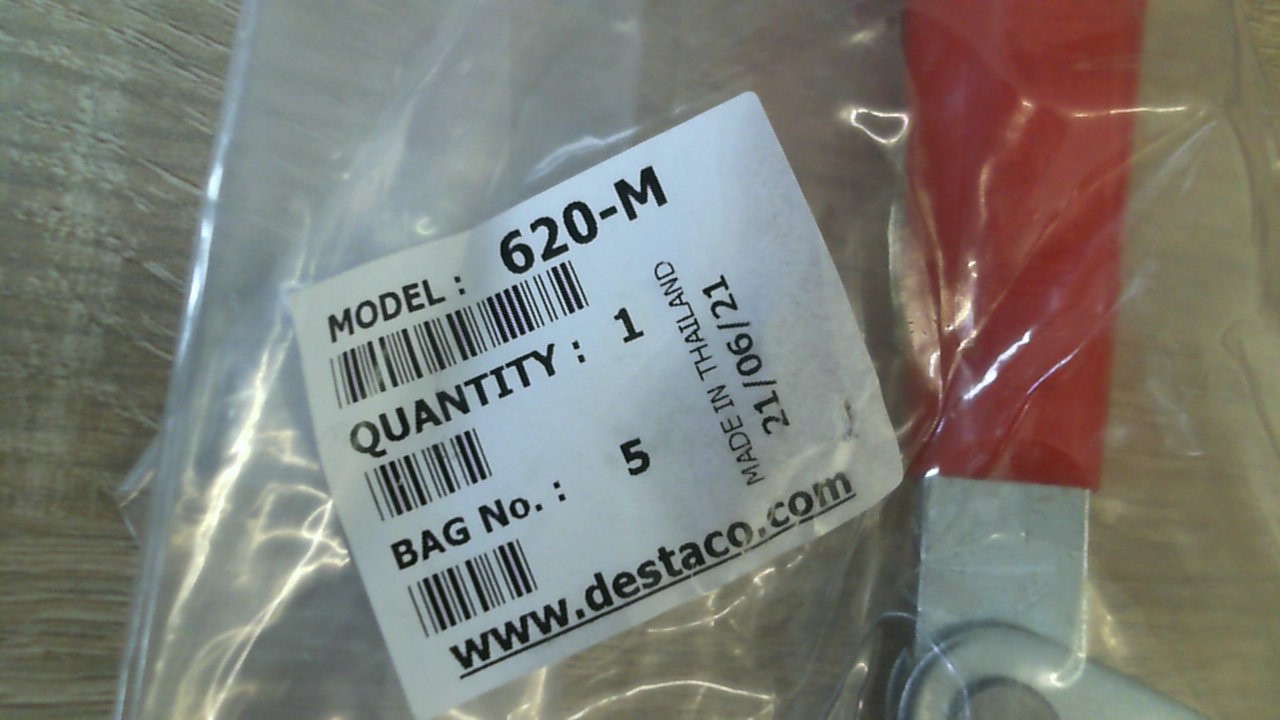 MODEL : 620-M
QUANTITY : 1
BAG No. : 5
www.destaco.com
MADE IN THAILAND
21/06/21